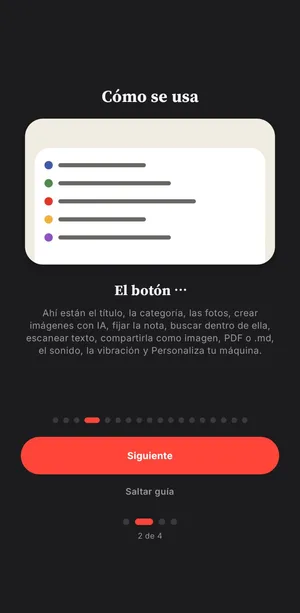 Cómo se usa
El botón ···
Ahí están el título, la categoría, las fotos, crear
imágenes con IA, fijar la nota, buscar dentro de ella,
escanear texto, compartirla como imagen, PDF o .md,
el sonido, la vibración y Personaliza tu máquina.
Siguiente
Saltar guía
2 de 4